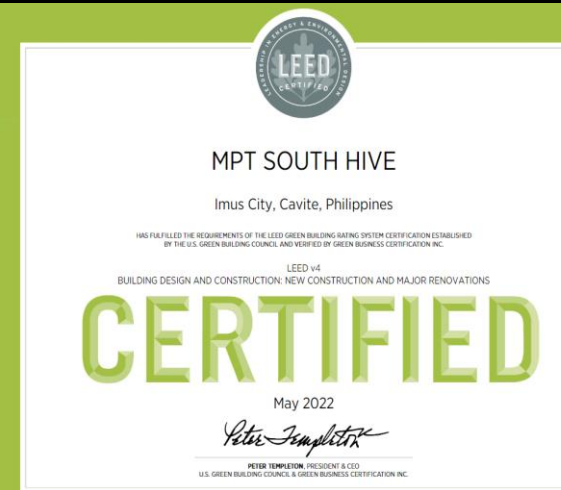 LEADERSHIP IN ENERGY & ENVIRONMENTAL DESIGN
LEED
CERTIFIED
MPT SOUTH HIVE
Imus City, Cavite, Philippines
HAS FULFILLED THE REQUIREMENTS OF THE LEED GREEN BUILDING RATING SYSTEM CERTIFICATION ESTABLISHED
BY THE U.S. GREEN BUILDING COUNCIL AND VERIFIED BY GREEN BUSINESS CERTIFICATION INC.
LEED v4
BUILDING DESIGN AND CONSTRUCTION: NEW CONSTRUCTION AND MAJOR RENOVATIONS
CERTIFIED
May 2022
Peter Templeton
PETER TEMPLETON, PRESIDENT & CEO
U.S. GREEN BUILDING COUNCIL & GREEN BUSINESS CERTIFICATION INC.